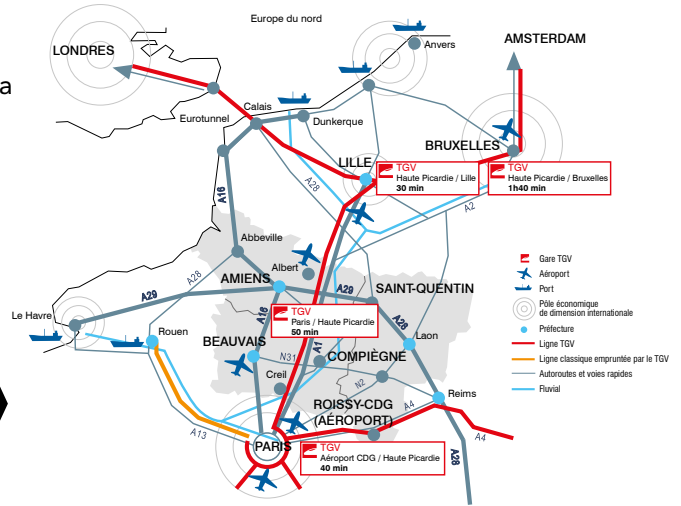 Europe du nord
LONDRES
Anvers
AMSTERDAM
a
Calais
Eurotunnel
Dunkerque
BRUXELLES
LILLE
TGV
Haute Picardie / Lille
30 min
TGV
Haute Picardie / Bruxelles
1h40 min
A16
A28
A2
Abbeville
A28
Albert
AMIENS
A29
A29
SAINT-QUENTIN
Le Havre
Rouen
TGV
Paris / Haute Picardie
50 min
A16
A1
A28
BEAUVAIS
Laon
N31
COMPIÈGNE
Creil
N2
Reims
ROISSY-CDG
(AÉROPORT)
A4
A4
A13
PARIS
A28
TGV
Aéroport CDG / Haute Picardie
40 min
Gare TGV
Aéroport
Port
Pôle économique
de dimension internationale
Préfecture
Ligne TGV
Ligne classique empruntée par le TGV
Autoroutes et voies rapides
Fluvial